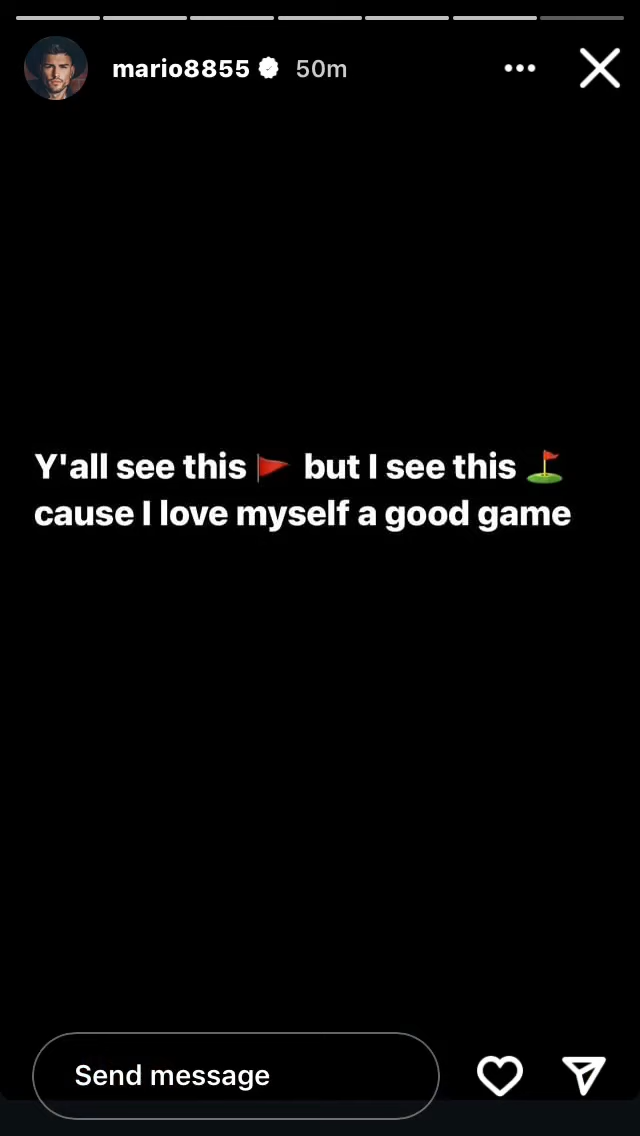 mario8855 50m
Y'all see this 🚩 but I see this ⛳
cause I love myself a good game
Send message